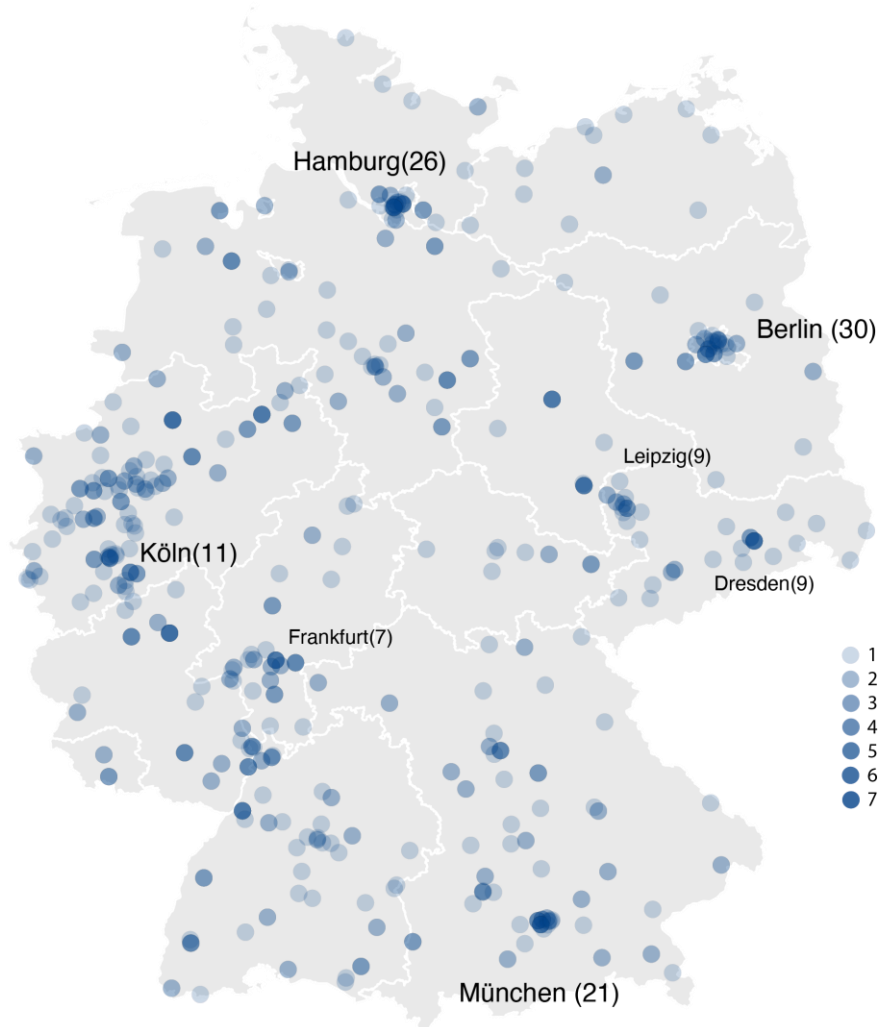 Hamburg(26)
Berlin (30)
Leipzig(9)
Köln(11)
Dresden(9)
Frankfurt(7)
1
2
3
4
5
6
7
München (21)